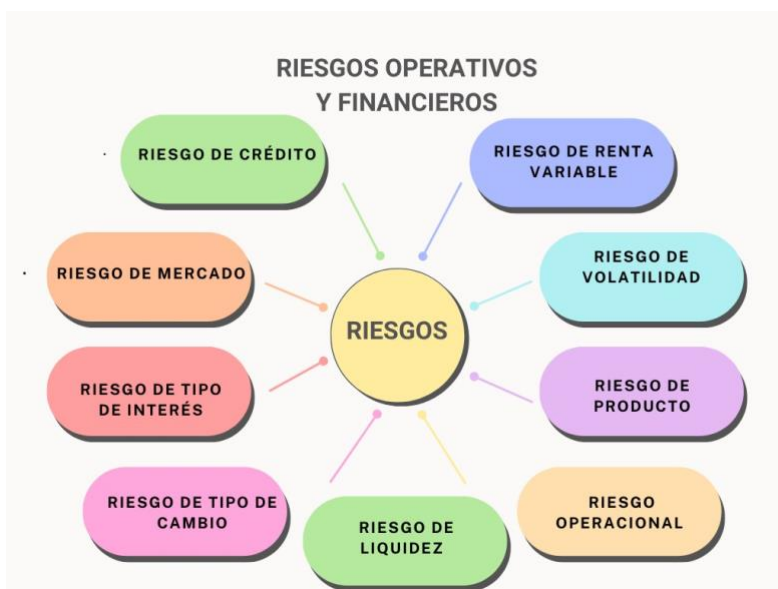 RIESGOS OPERATIVOS
Y FINANCIEROS
RIESGO DE CRÉDITO
RIESGO DE RENTA
VARIABLE
RIESGO DE MERCADO
RIESGO DE
VOLATILIDAD
RIESGOS
RIESGO DE TIPO
DE INTERÉS
RIESGO DE
PRODUCTO
RIESGO DE TIPO DE
CAMBIO
RIESGO DE
LIQUIDEZ
RIESGO
OPERACIONAL